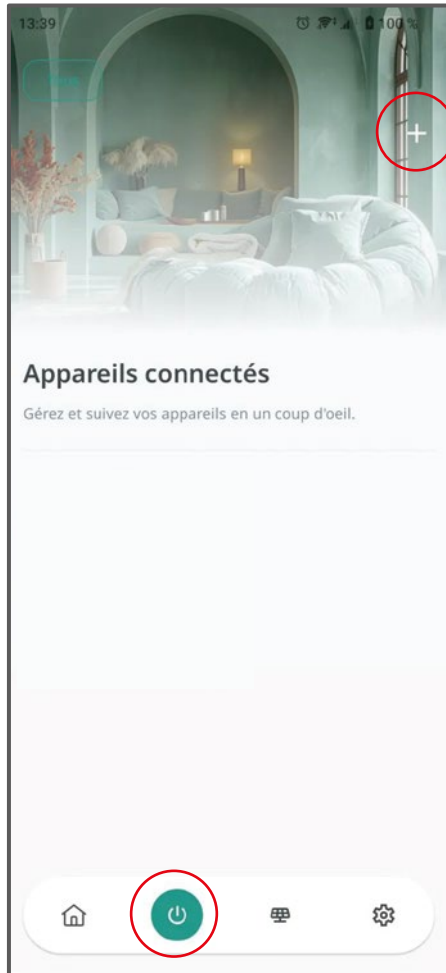 13:39
100 %
Appareils connectés
Gérez et suivez vos appareils en un coup d'oeil.